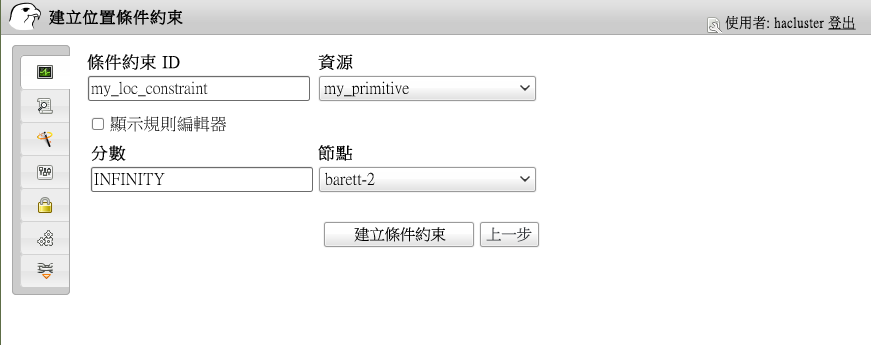 建立位置條件約束
使用者: hacluster 登出
條件約束 ID 資源
my_loc_constraint my_primitive
顯示規則編輯器
分數 節點
INFINITY barett-2
建立條件約束 上一步